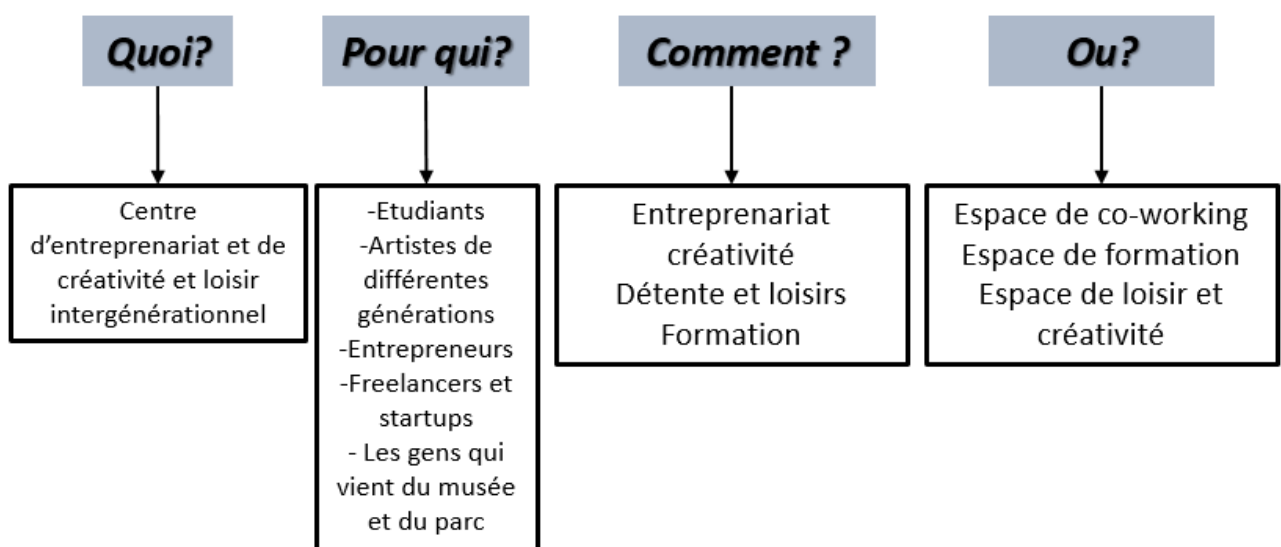 Quoi?
Centre
d’entreprenariat et de
créativité et loisir
intergénérationnel
Pour qui?
-Etudiants
-Artistes de
différentes
générations
-Entrepreneurs
-Freelancers et
startups
- Les gens qui
vient du musée
et du parc
Comment ?
Entreprenariat
créativité
Détente et loisirs
Formation
Ou?
Espace de co-working
Espace de formation
Espace de loisir et
créativité